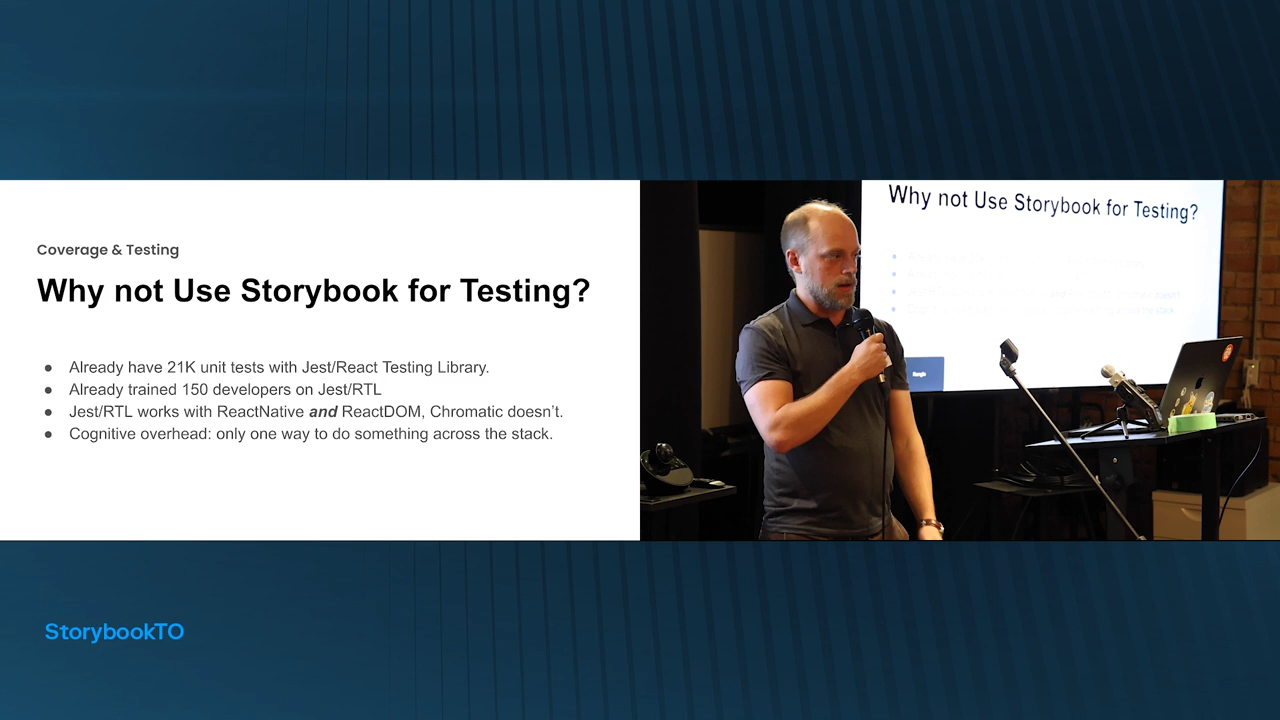 Coverage & Testing
Why not Use Storybook for Testing?
● Already have 21K unit tests with Jest/React Testing Library.
● Already trained 150 developers on Jest/RTL
● Jest/RTL works with ReactNative and ReactDOM, Chromatic doesn't.
● Cognitive overhead: only one way to do something across the stack.
Why not Use Storybook for Testing?
StorybookTO